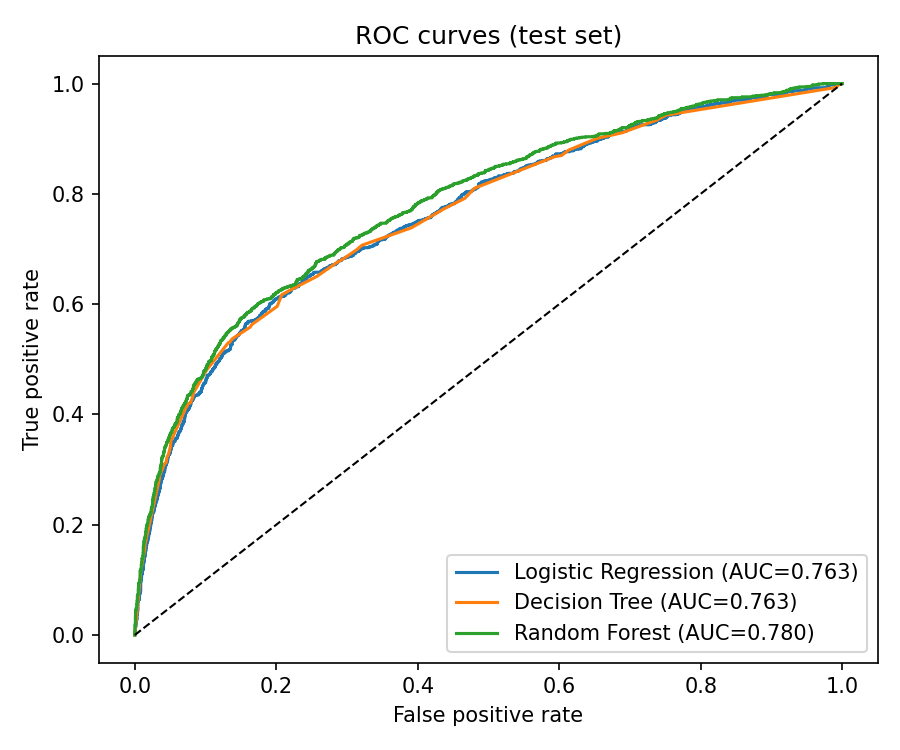 ROC curves (test set)
1.0
0.8
0.6
0.4
0.2
0.0
True positive rate
Logistic Regression (AUC=0.763)
Decision Tree (AUC=0.763)
Random Forest (AUC=0.780)
0.0 0.2 0.4 0.6 0.8 1.0
False positive rate